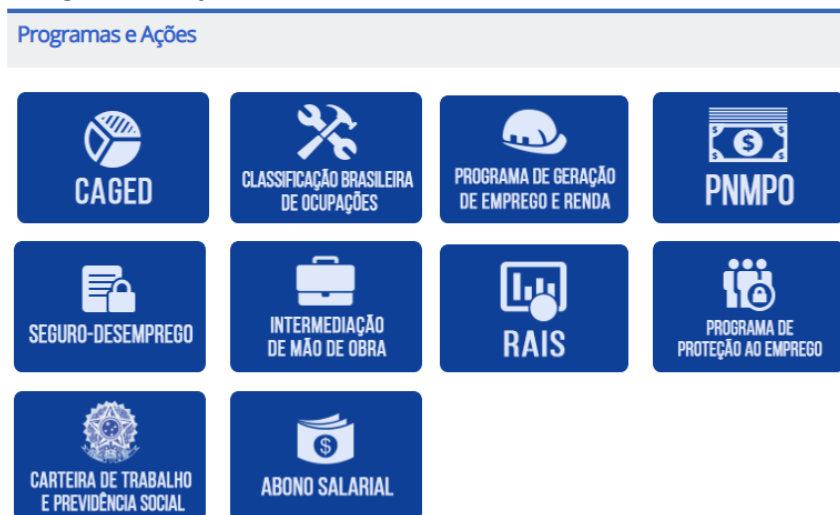 Programas e Ações
CAGED
CLASSIFICAÇÃO BRASILEIRA
DE OCUPAÇÕES
PROGRAMA DE GERAÇÃO
DE EMPREGO E RENDA
PNMPO
SEGURO-DESEMPREGO
INTERMEDIAÇÃO
DE MÃO DE OBRA
RAIS
PROGRAMA DE
PROTEÇÃO AO EMPREGO
CARTEIRA DE TRABALHO
E PREVIDÊNCIA SOCIAL
ABONO SALARIAL